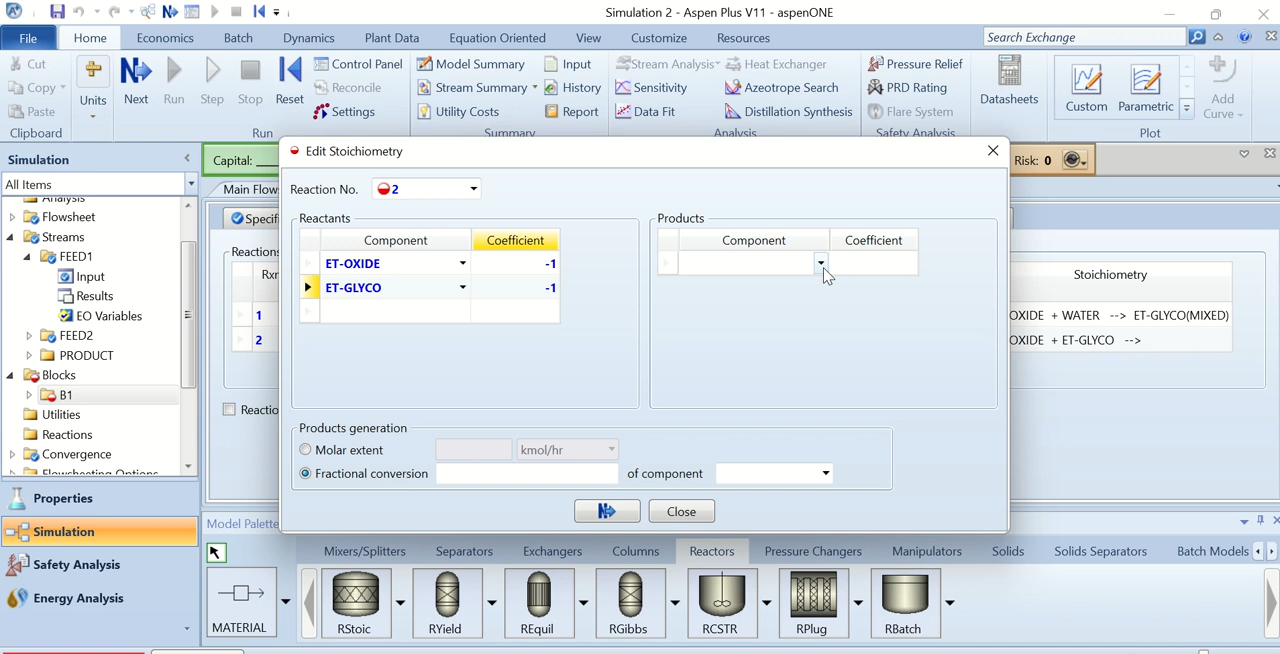 Simulation 2 - Aspen Plus V11 - aspenONE
File Home Economics Batch Dynamics Plant Data Equation Oriented View Customize Resources Search Exchange
Cut Copy Paste Clipboard
Units
Next Run Step Stop Reset
Control Panel
Reconcile
Settings
Run
Model Summary Input
Stream Summary History
Utility Costs Report
Summary
Stream Analysis Heat Exchanger
Sensitivity Azeotrope Search
Data Fit Distillation Synthesis
Analysis
Pressure Relief
PRD Rating
Flare System
Safety Analysis
Datasheets
Custom Parametric Add Curve
Plot
Simulation
All Items
Analysis
Flowsheet
Streams
FEED1
Input
Results
EO Variables
FEED2
PRODUCT
Blocks
B1
Utilities
Reactions
Convergence
Flowsheeting Options
Properties
Simulation
Safety Analysis
Energy Analysis
Capital:
Risk: 0
Main Flows
Specifi
Reactions
Rxn
1
2
Reactio
Stoichiometry
OXIDE + WATER --> ET-GLYCO(MIXED)
OXIDE + ET-GLYCO -->
Edit Stoichiometry
Reaction No. 2
Reactants
Component Coefficient
ET-OXIDE -1
ET-GLYCO -1
Products
Component Coefficient
Products generation
Molar extent kmol/hr
Fractional conversion of component
N Close
Model Palette
Mixers/Splitters Separators Exchangers Columns Reactors Pressure Changers Manipulators Solids Solids Separators Batch Models
MATERIAL RStoic RYield REquil RGibbs RCSTR RPlug RBatch